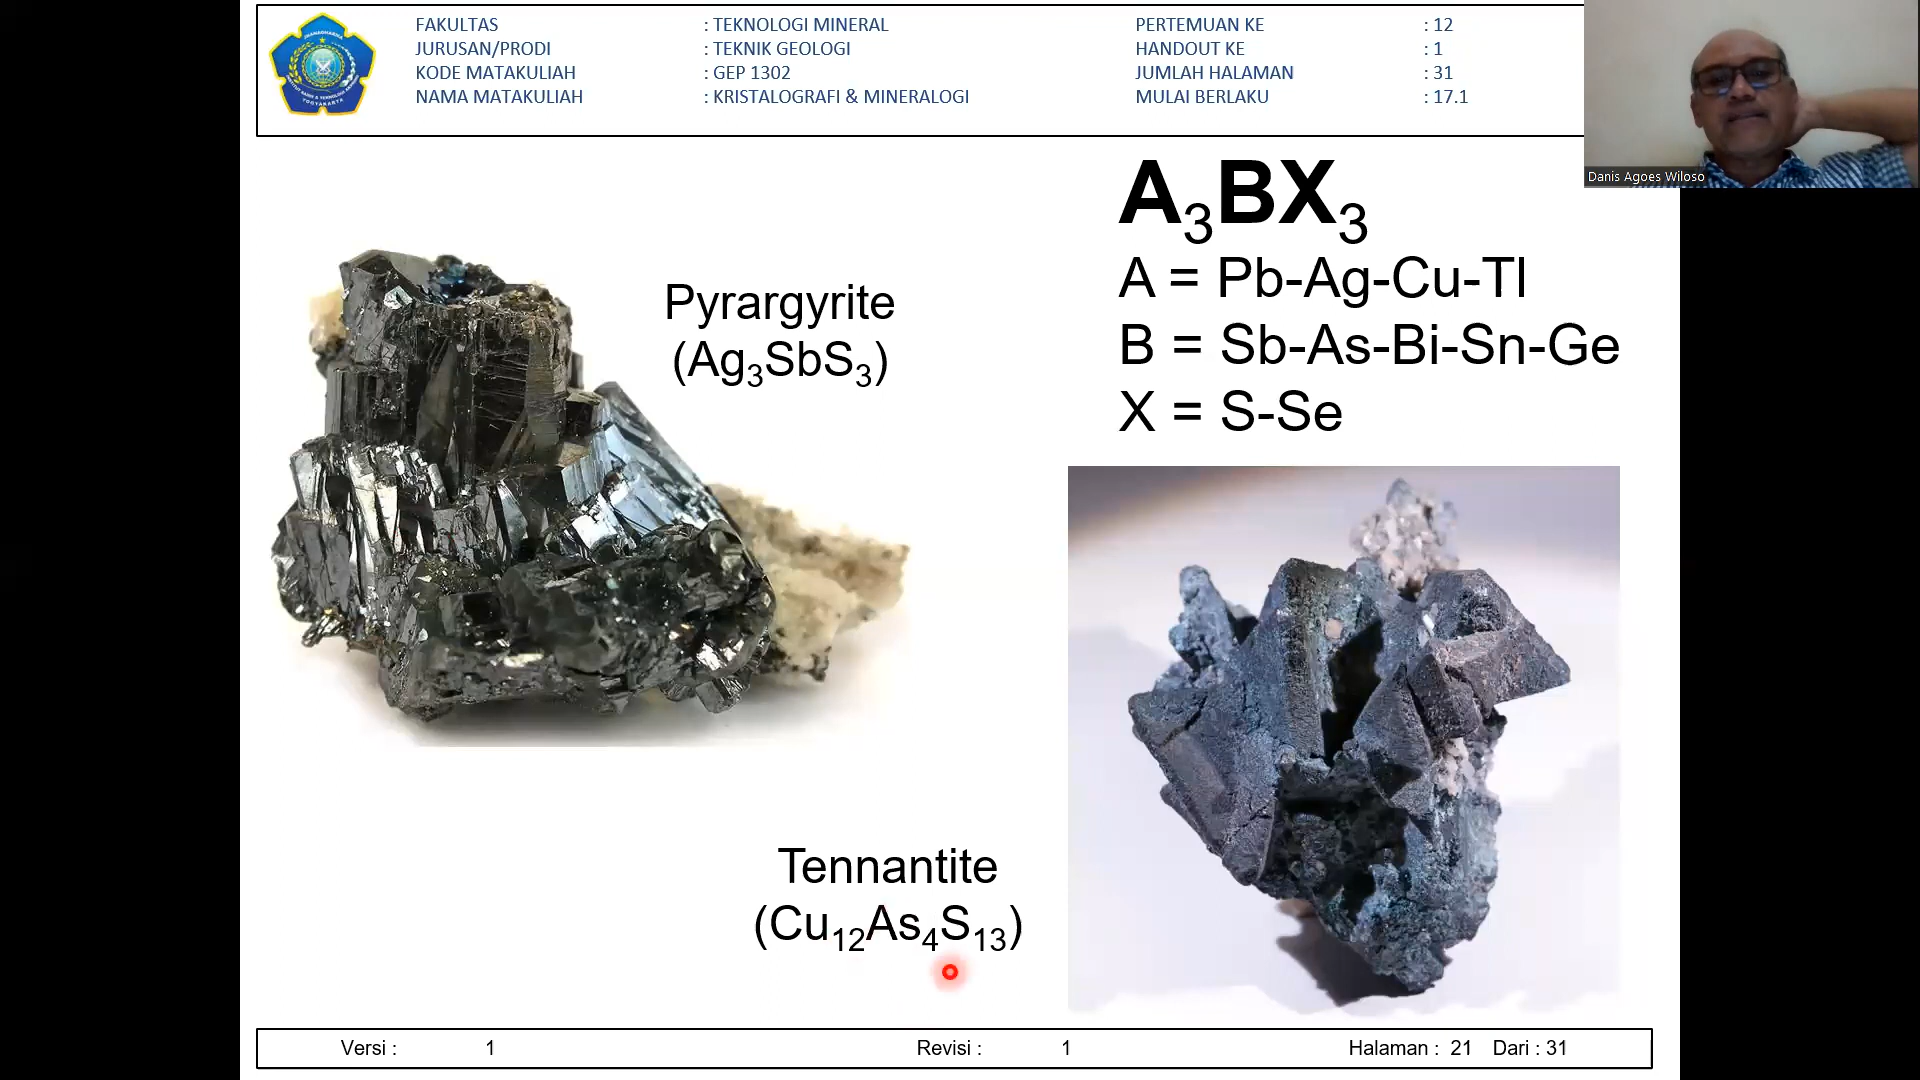 FAKULTAS : TEKNOLOGI MINERAL PERTEMUAN KE : 12
JURUSAN/PRODI : TEKNIK GEOLOGI HANDOUT KE : 1
KODE MATAKULIAH : GEP 1302 JUMLAH HALAMAN : 31
NAMA MATAKULIAH : KRISTALOGRAFI & MINERALOGI MULAI BERLAKU : 17.1
YOGYAKARTA
Danis Agoes Wiloso
A₃BX₃
A = Pb-Ag-Cu-Tl
B = Sb-As-Bi-Sn-Ge
X = S-Se
Pyrargyrite
(Ag₃SbS₃)
Tennantite
(Cu₁₂As₄S₁₃)
Versi : 1 Revisi : 1 Halaman : 21 Dari : 31